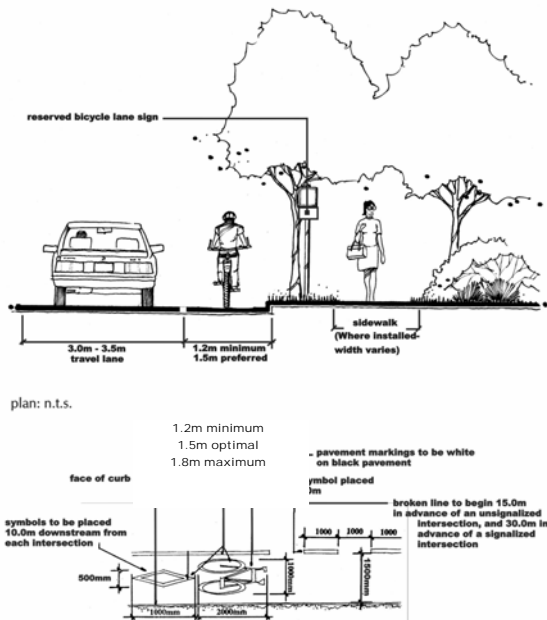 reserved bicycle lane sign
3.0m - 3.5m
travel lane
1.2m minimum
1.5m preferred
sidewalk
(Where installed-
width varies)
plan: n.t.s.
1.2m minimum
1.5m optimal
1.8m maximum
pavement markings to be white
on black pavement
face of curb
ymbol placed
0m
broken line to begin 15.0m
in advance of an unsignalized
intersection, and 30.0m in
advance of a signalized
intersection
symbols to be placed
10.0m downstream from
each intersection
1000
1000
1000
500mm
1000mm
1500mm
1000mm
2000mm